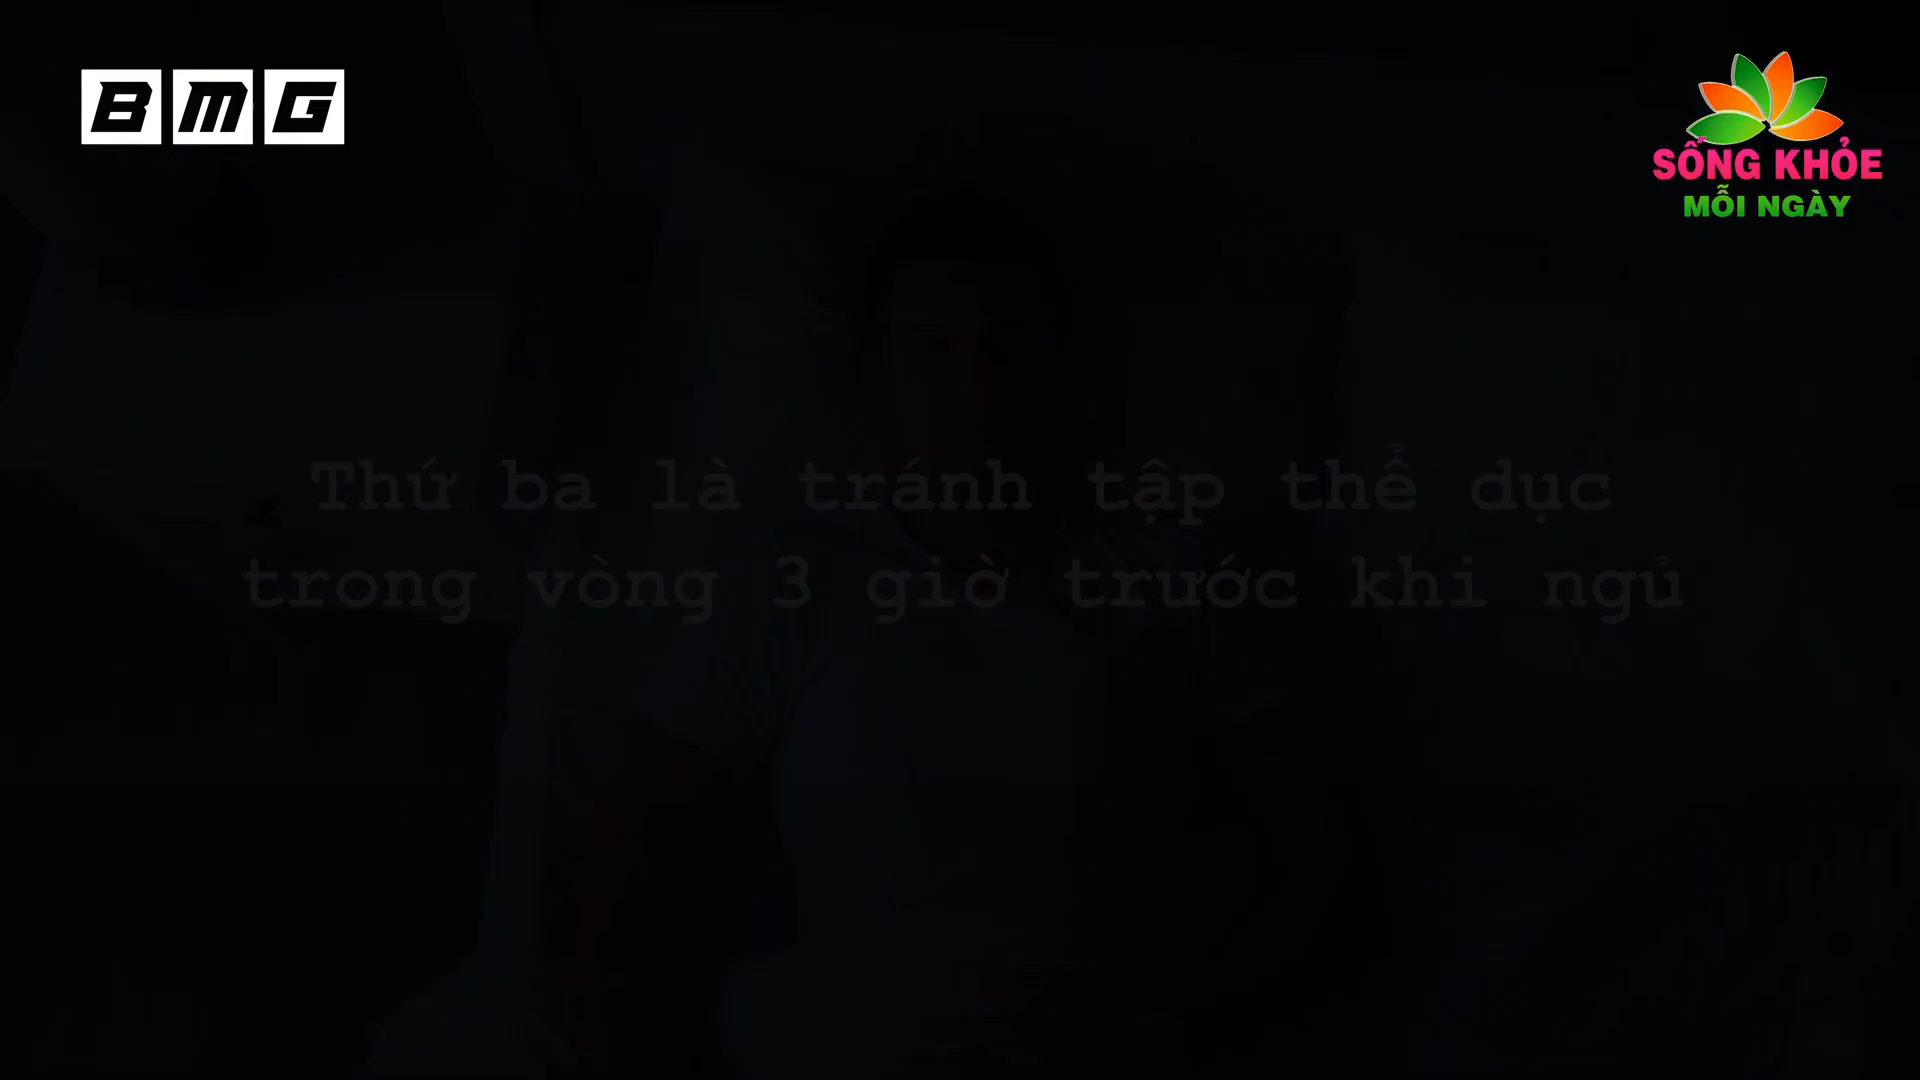 BMG
SỐNG KHỎE
MỖI NGÀY
Thứ ba là tránh tập thể dục
trong vòng 3 giờ trước khi ngủ